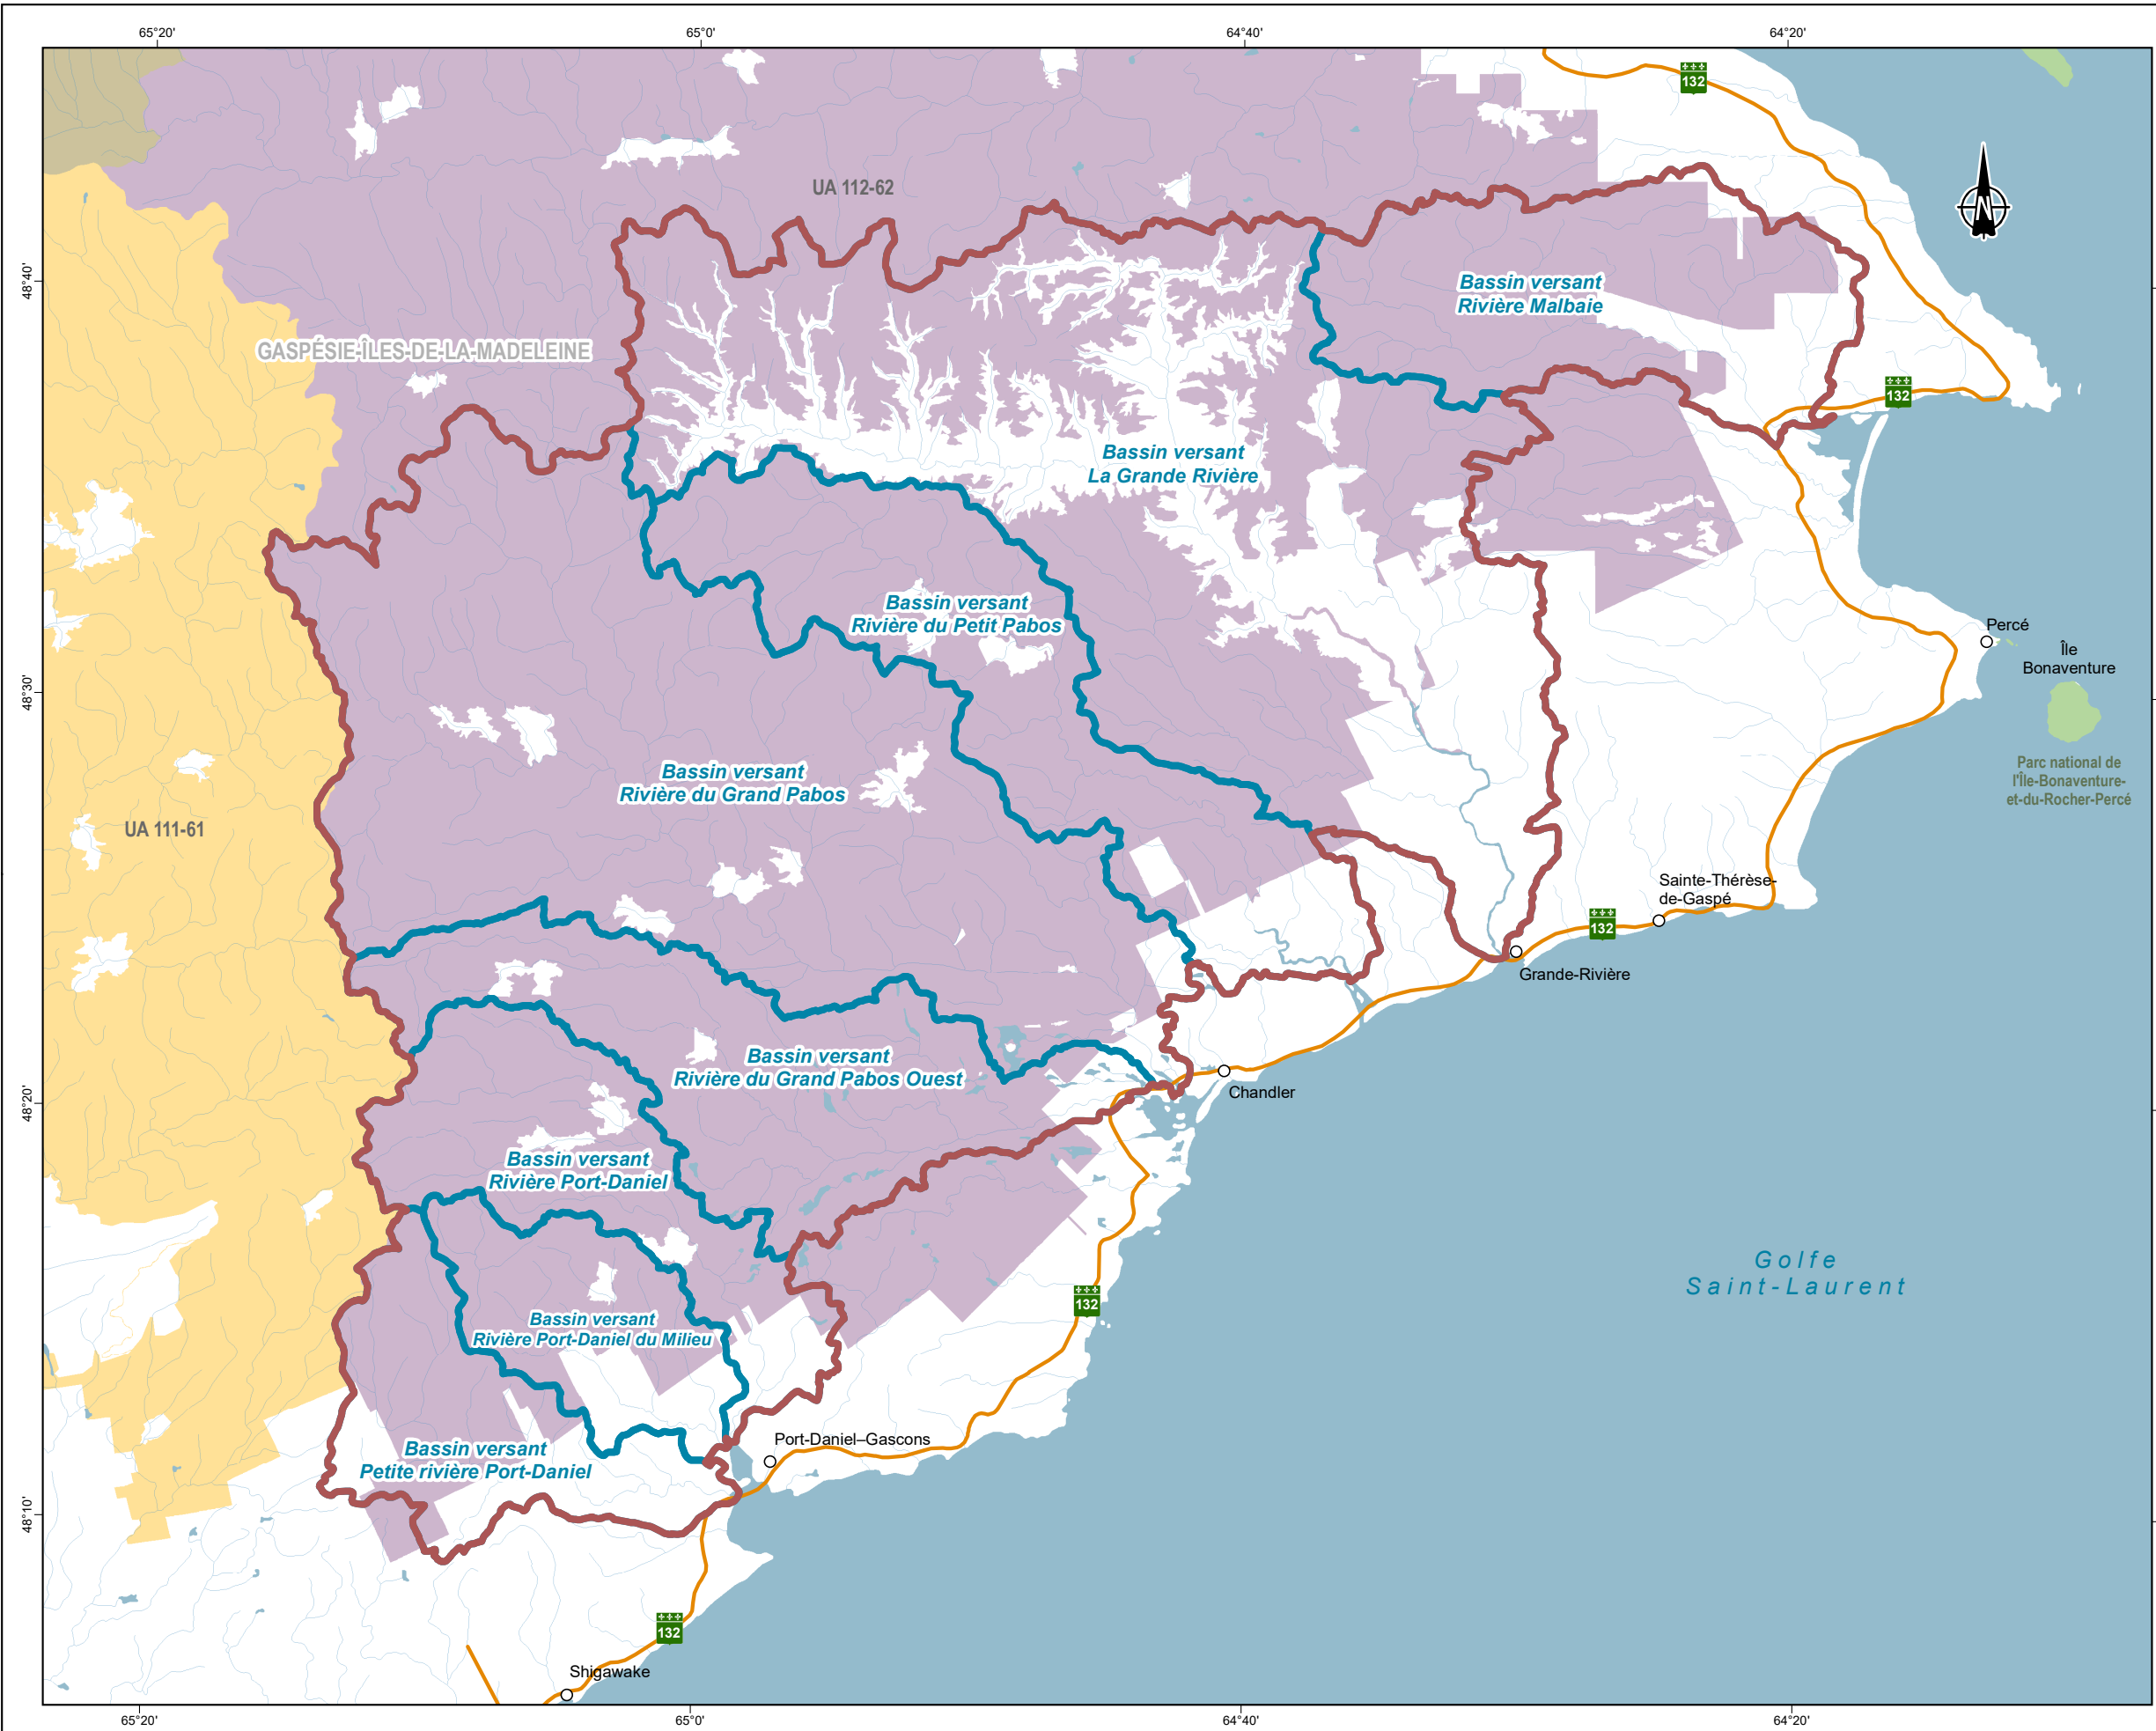 65°20'
65°0'
64°40'
64°20'
132
UA 112-62
N
48°40'
Bassin versant
Rivière Malbaie
GASPÉSIE-ÎLES-DE-LA-MADELEINE
132
Bassin versant
La Grande Rivière
Bassin versant
Rivière du Petit Pabos
Percé
Île
Bonaventure
48°30'
Parc national de
l'Île-Bonaventure-
et-du-Rocher-Percé
Bassin versant
Rivière du Grand Pabos
UA 111-61
Sainte-Thérèse-
de-Gaspé
132
Grande-Rivière
Bassin versant
Rivière du Grand Pabos Ouest
Chandler
48°20'
Bassin versant
Rivière Port-Daniel
Golfe
Saint-Laurent
132
Bassin versant
Rivière Port-Daniel du Milieu
Port-Daniel–Gascons
Bassin versant
Petite rivière Port-Daniel
48°10'
132
Shigawake
65°20'
65°0'
64°40'
64°20'